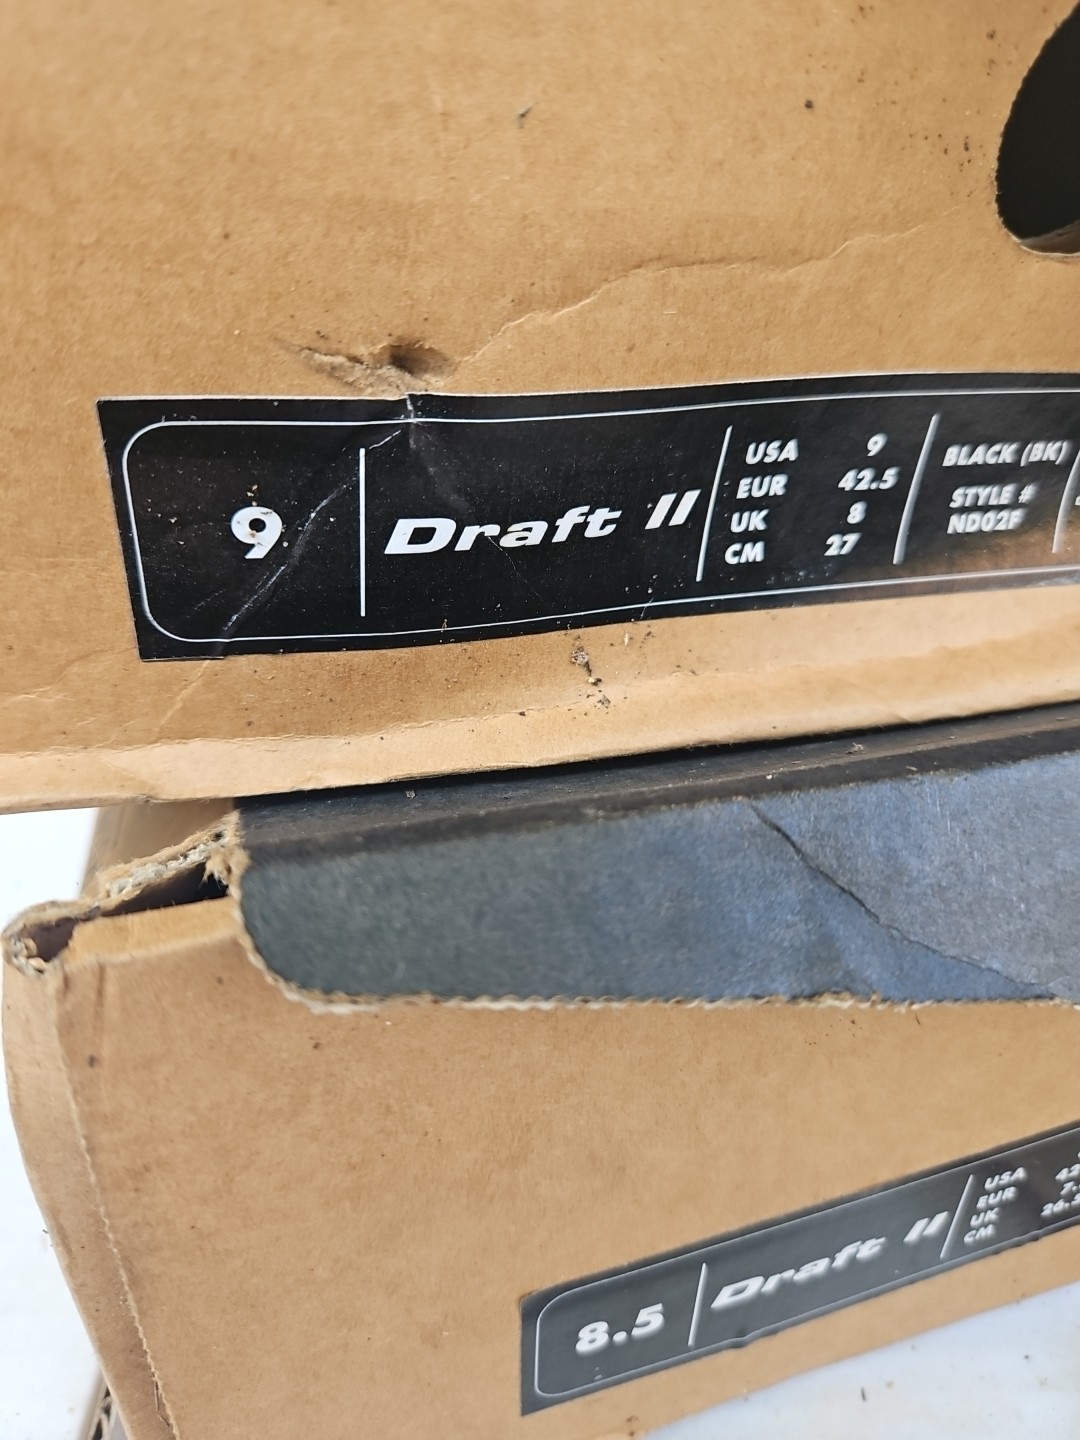 9
Draft II
USA 9
EUR 42.5
UK 8
CM 27
BLACK (BK)
STYLE #
ND02F
8.5
Draft II
USA
EUR
UK
CM